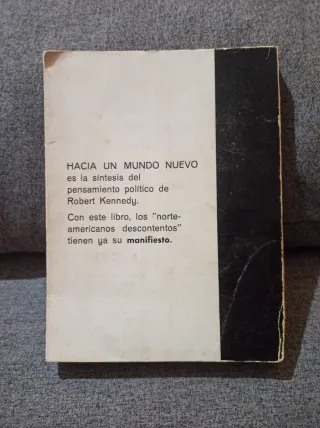 HACIA UN MUNDO NUEVO
es la síntesis del
pensamiento político de
Robert Kennedy.
Con este libro, los "norte-
americanos descontentos"
tienen ya su manifiesto.